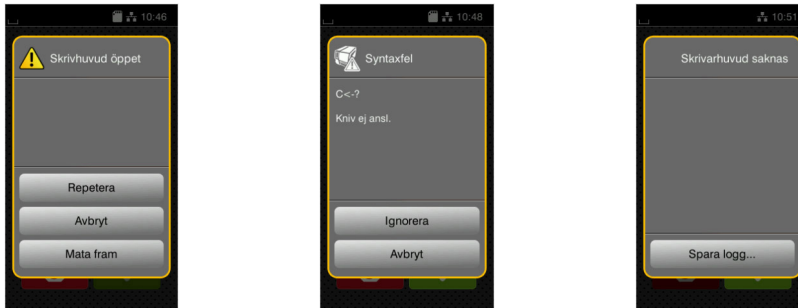 10:46
Skrivhuvud öppet
Repetera
Avbryt
Mata fram
10:48
Syntaxfel
C<-?
Kniv ej ansl.
Ignorera
Avbryt
10:51
Skrivarhuvud saknas
Spara logg...